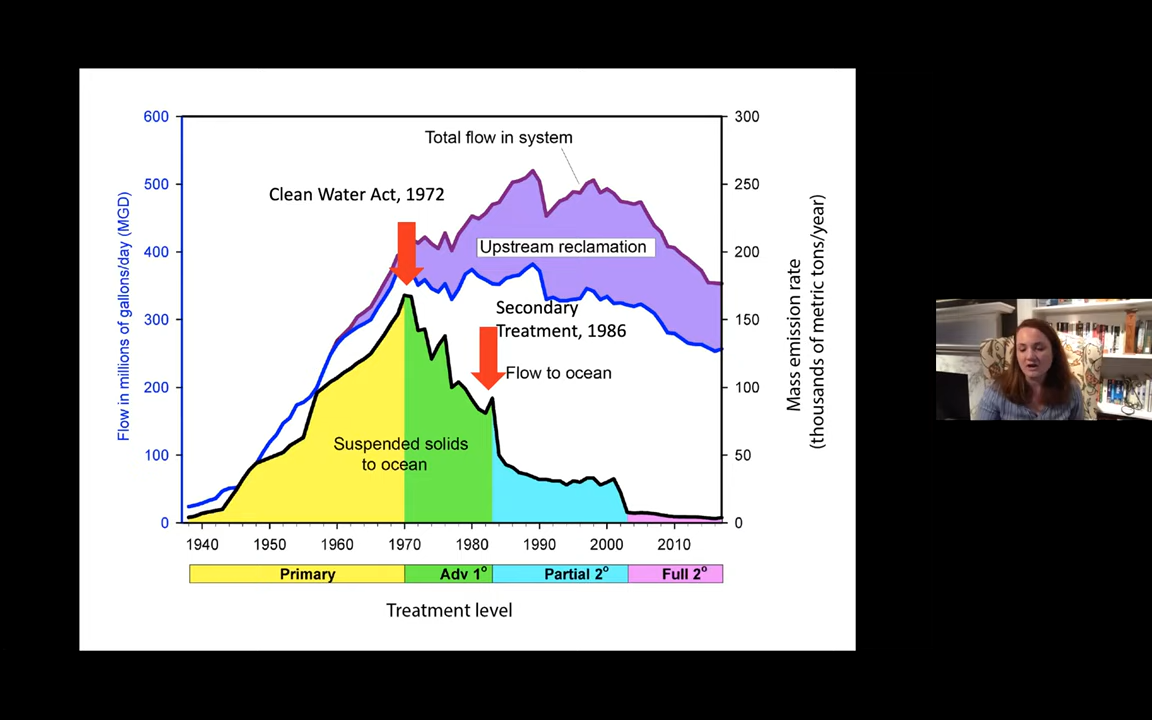 600
500
400
300
200
100
0
Flow in millions of gallons/day (MGD)
Total flow in system
Clean Water Act, 1972
Upstream reclamation
Secondary
Treatment, 1986
Flow to ocean
Suspended solids
to ocean
300
250
200
150
100
50
0
Mass emission rate
(thousands of metric tons/year)
1940 1950 1960 1970 1980 1990 2000 2010
Primary Adv 1° Partial 2° Full 2°
Treatment level